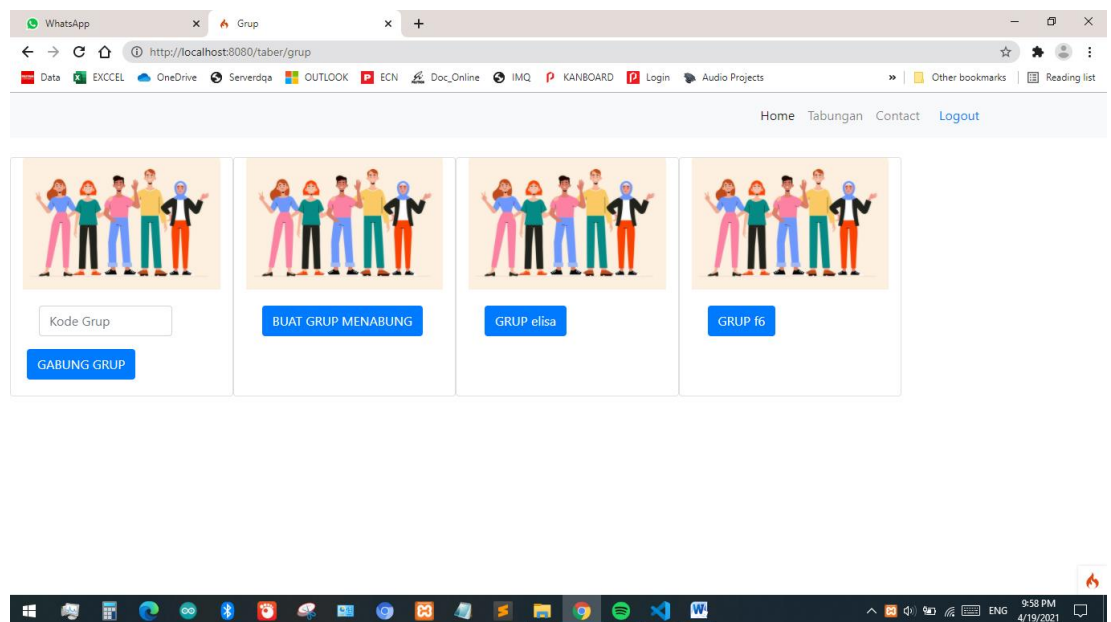 WhatsApp
Grup
http://localhost:8080/taber/grup
Data EXCCEL OneDrive Serverdqa OUTLOOK ECN Doc_Online IMQ KANBOARD Login Audio Projects » Other bookmarks Reading list
Home Tabungan Contact Logout
Kode Grup
GABUNG GRUP
BUAT GRUP MENABUNG
GRUP elisa
GRUP f6
ENG
9:58 PM
4/19/2021